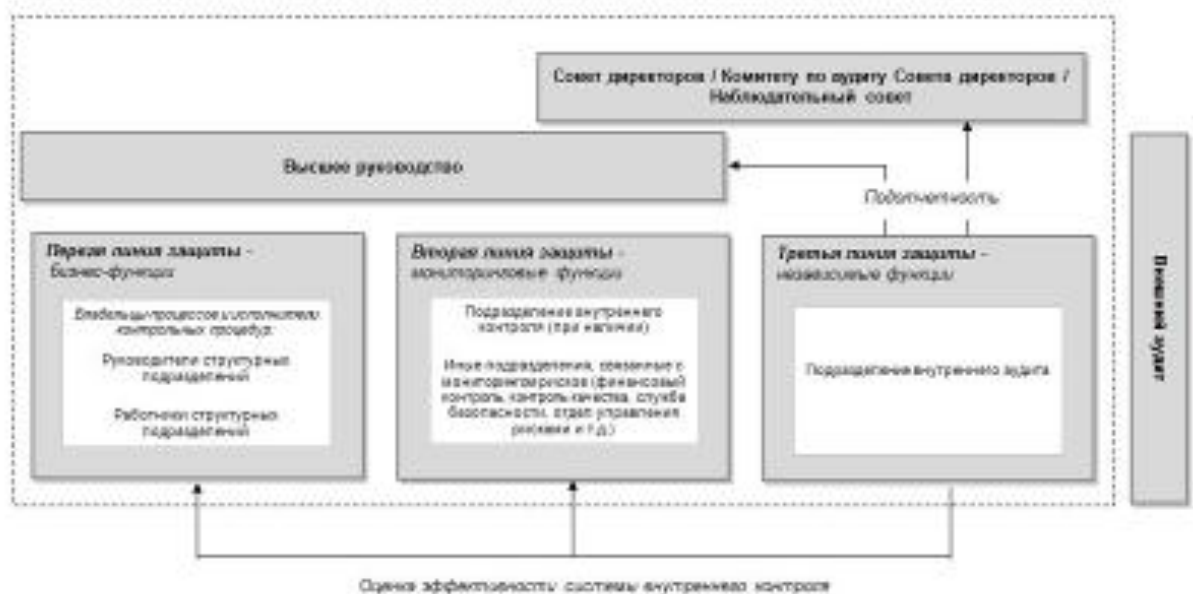 Совет директоров / Комитету по аудиту Совета директоров /
Наблюдательный совет
Высшее руководство
Подотчетность
Первая линия защиты -
бизнес-функции
Владельцы процессов и исполнители
контрольных процедур:
Руководители структурных
подразделений
Работники структурных
подразделений
Вторая линия защиты -
мониторинговые функции
Подразделение внутреннего
контроля (при наличии)
Иные подразделения, связанные с
мониторингом рисков (финансовый
контроль, контроль качества, служба
безопасности, отдел управления
рисками и т.д.)
Третья линия защиты -
независимые функции
Подразделение внутреннего аудита
Внешний аудит
Оценка эффективности системы внутреннего контроля